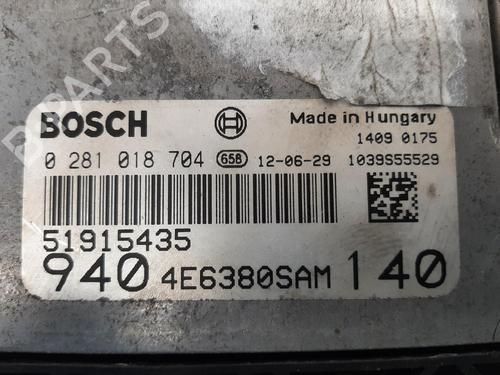 BOSCH
Made in Hungary
1409 0175
0 281 018 704 658 12-06-29 1039S55529
51915435
940 4E6380SAM 140
B-PARTS